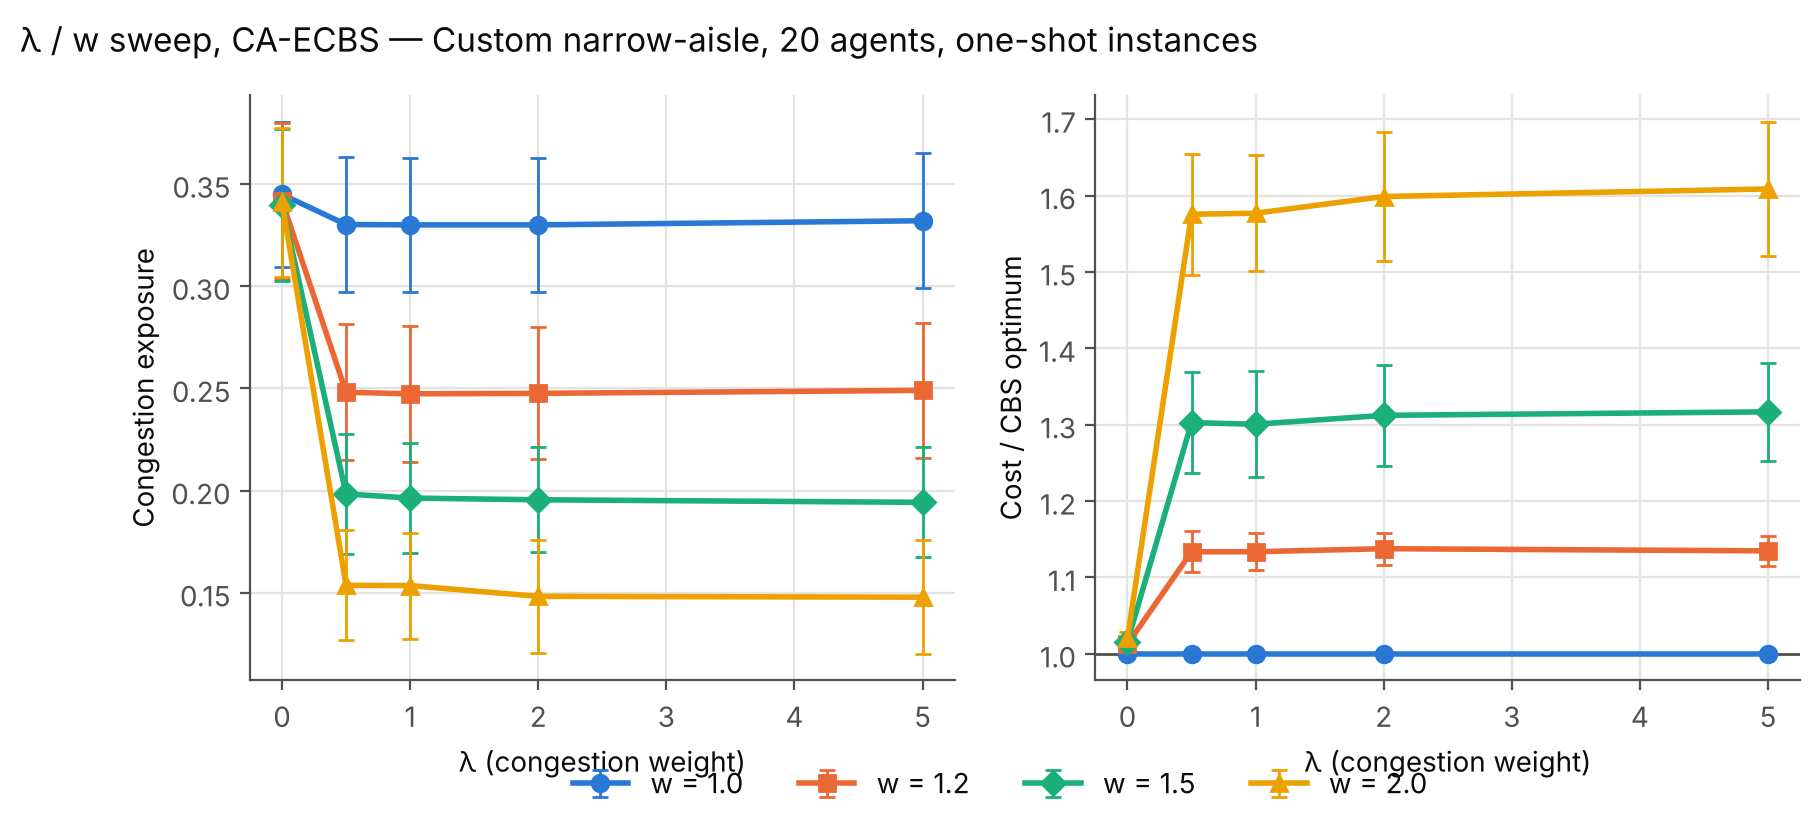 λ / w sweep, CA-ECBS — Custom narrow-aisle, 20 agents, one-shot instances
Congestion exposure
0.35
0.30
0.25
0.20
0.15
0 1 2 3 4 5
λ (congestion weight)
Cost / CBS optimum
1.7
1.6
1.5
1.4
1.3
1.2
1.1
1.0
0 1 2 3 4 5
λ (congestion weight)
w = 1.0 w = 1.2 w = 1.5 w = 2.0